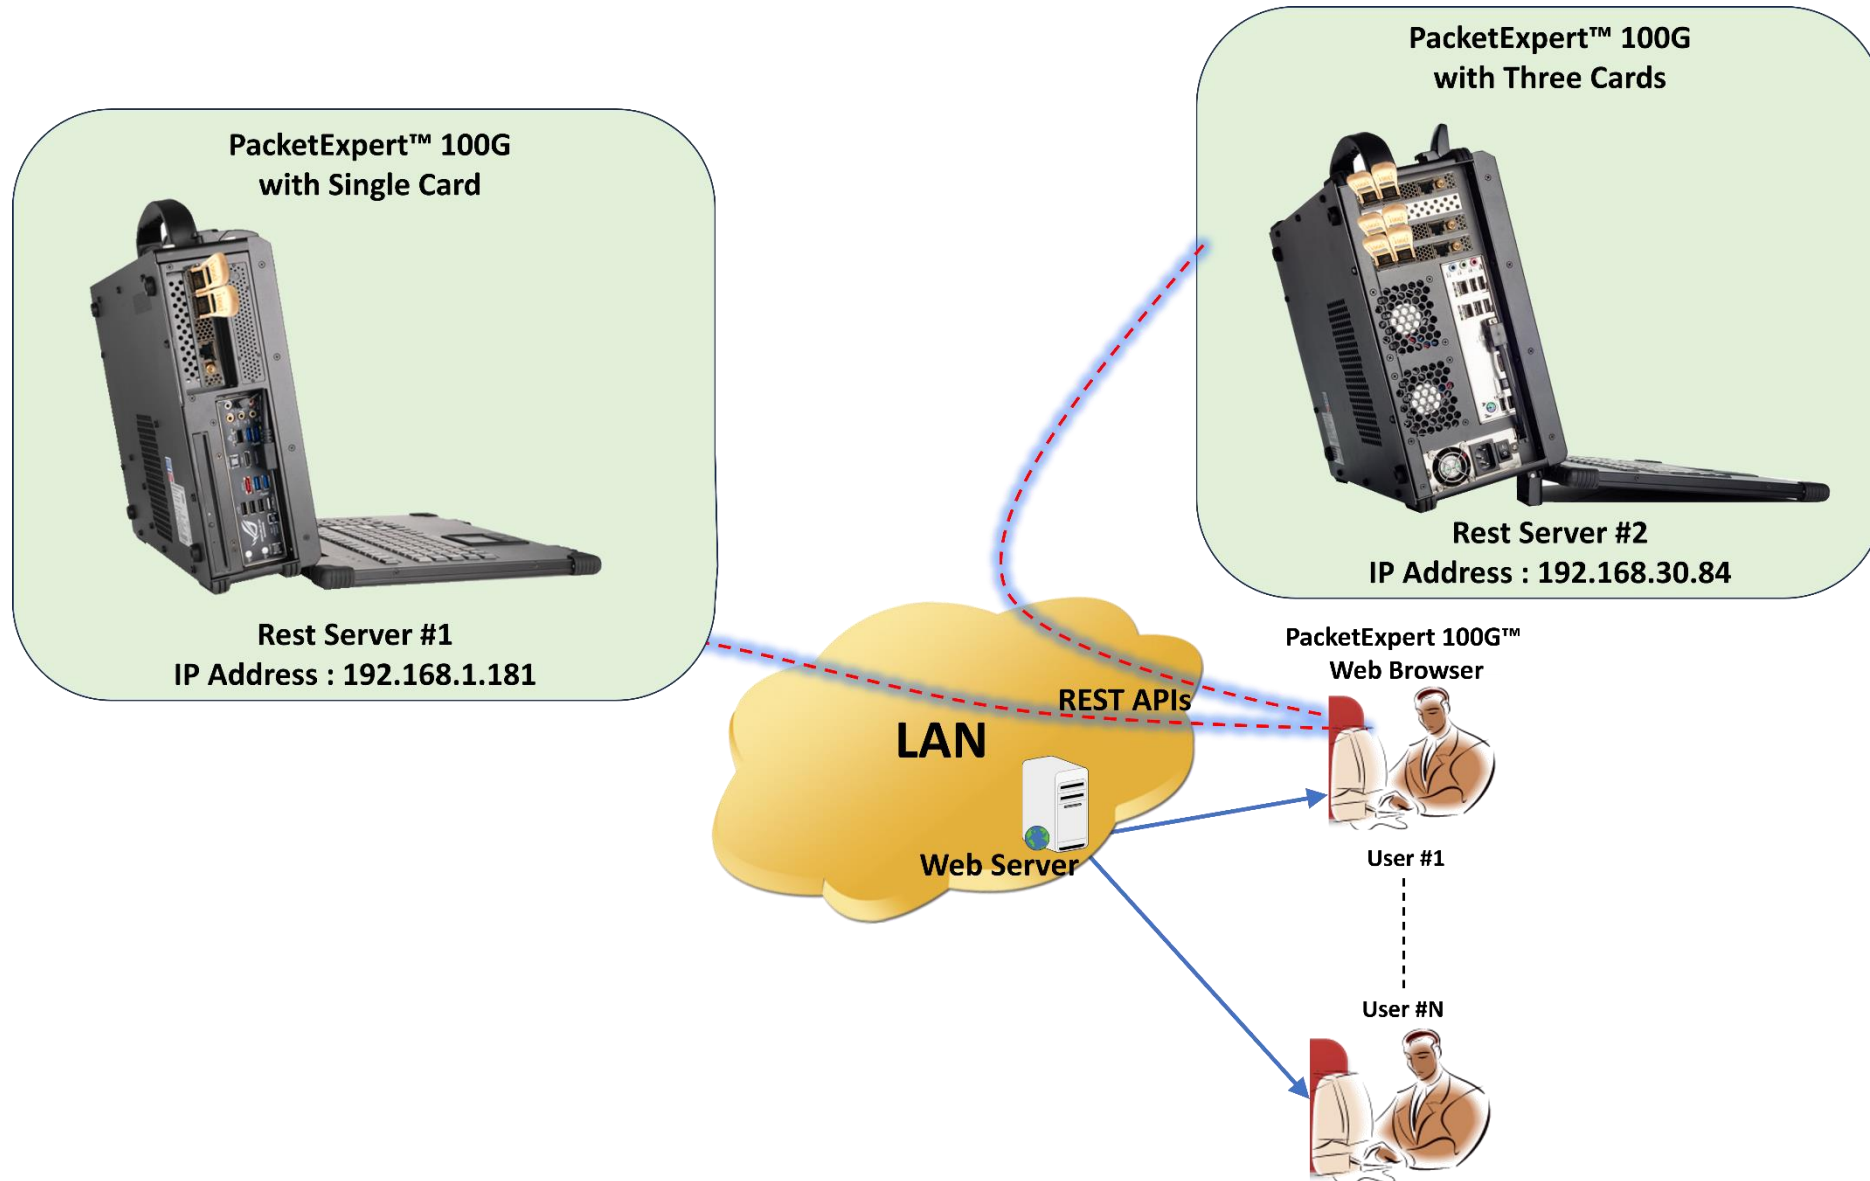 PacketExpert™ 100G
with Single Card
Rest Server #1
IP Address : 192.168.1.181
PacketExpert™ 100G
with Three Cards
Rest Server #2
IP Address : 192.168.30.84
PacketExpert 100G™
Web Browser
REST APIs
LAN
Web Server
User #1
User #N